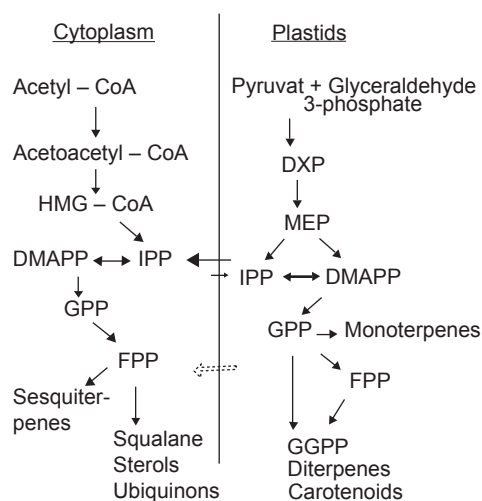 Cytoplasm
Acetyl – CoA
Acetoacetyl – CoA
HMG – CoA
DMAPP
IPP
GPP
FPP
Sesquiter-
penes
Squalane
Sterols
Ubiquinons
Plastids
Pyruvat + Glyceraldehyde
3-phosphate
DXP
MEP
IPP
DMAPP
GPP
Monoterpenes
FPP
GGPP
Diterpenes
Carotenoids